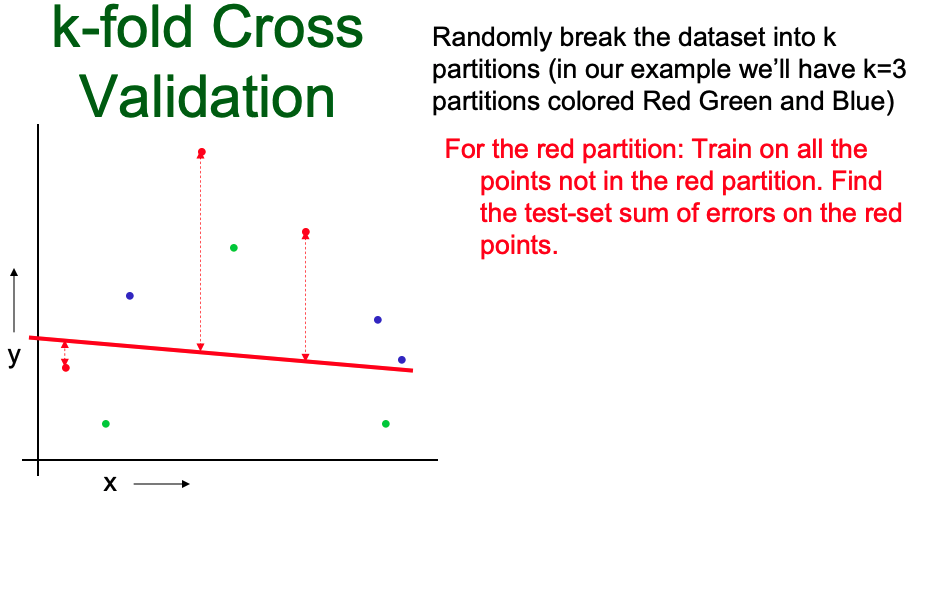 k-fold Cross
Validation
Randomly break the dataset into k
partitions (in our example we’ll have k=3
partitions colored Red Green and Blue)
For the red partition: Train on all the
points not in the red partition. Find
the test-set sum of errors on the red
points.
y
x